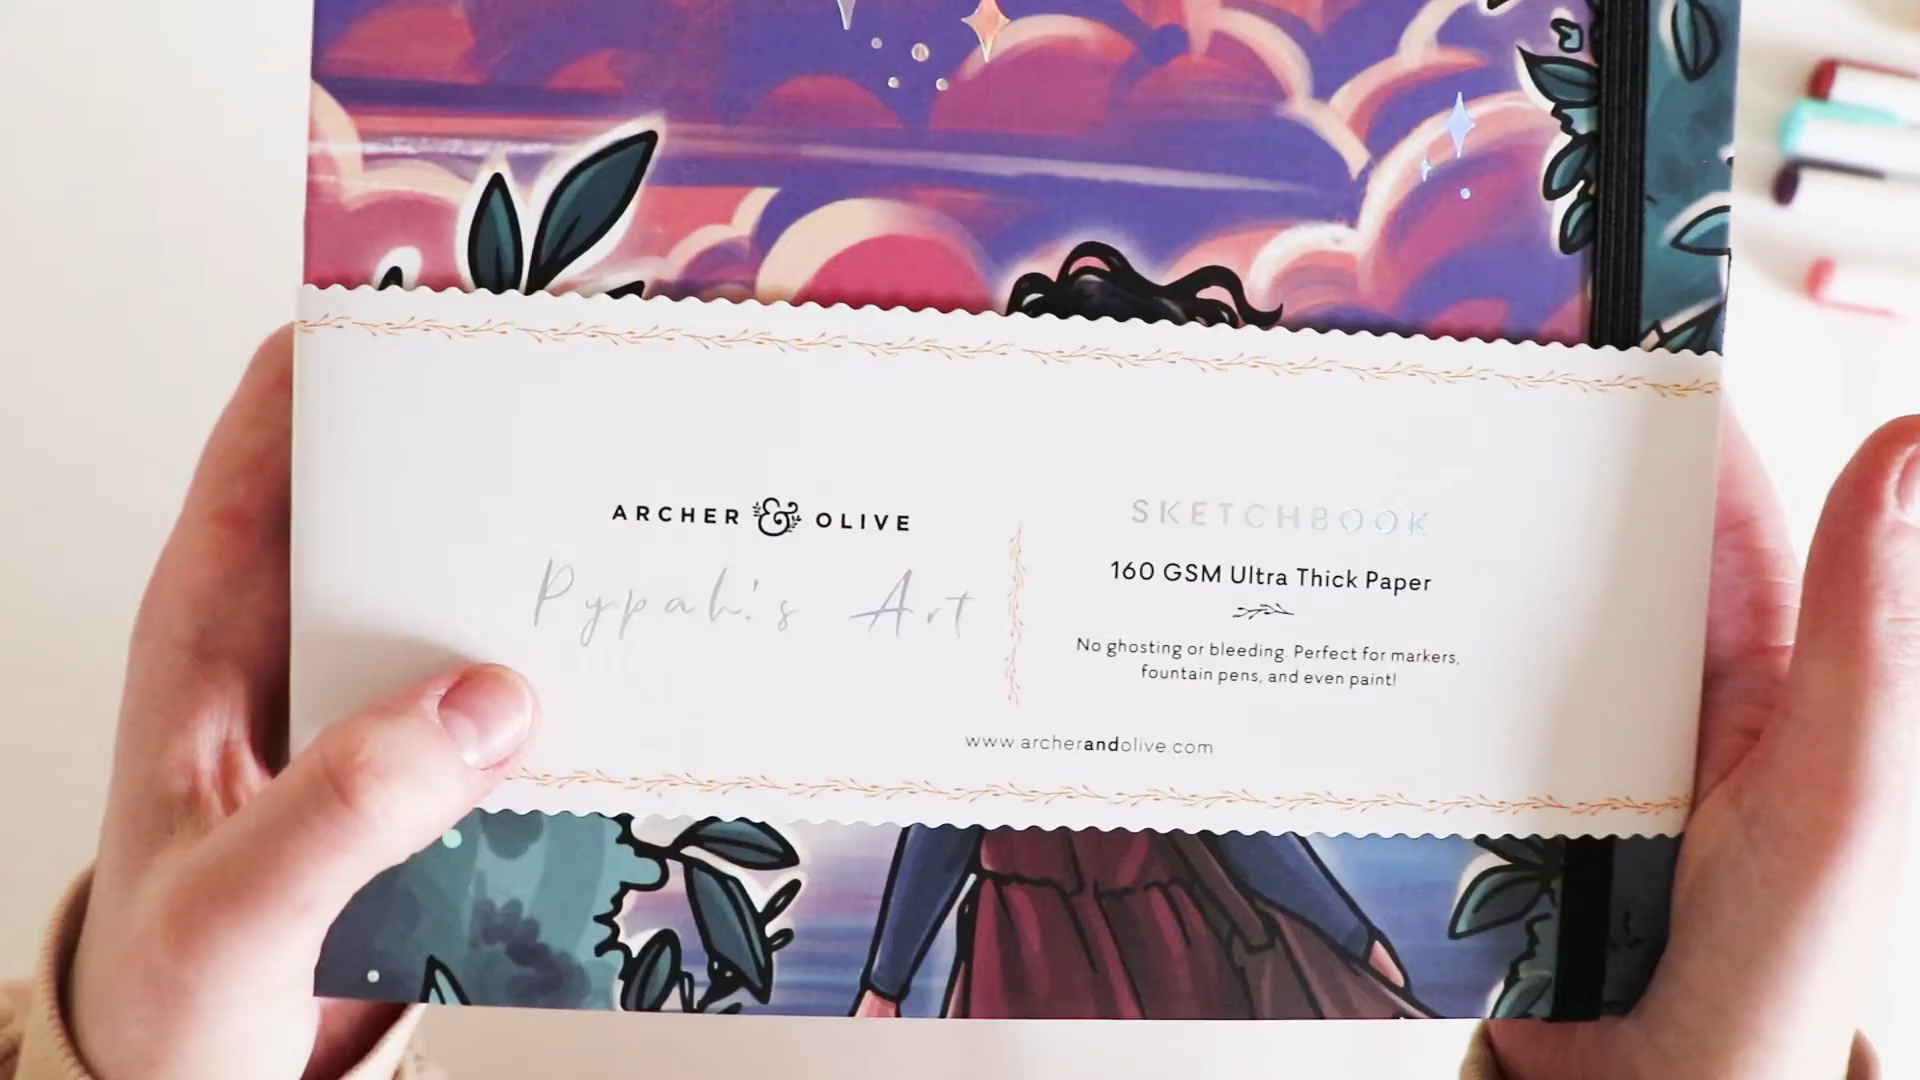 ARCHER & OLIVE
Pypah's Art
SKETCHBOOK
160 GSM Ultra Thick Paper
No ghosting or bleeding. Perfect for markers,
fountain pens, and even paint!
www.archerandolive.com